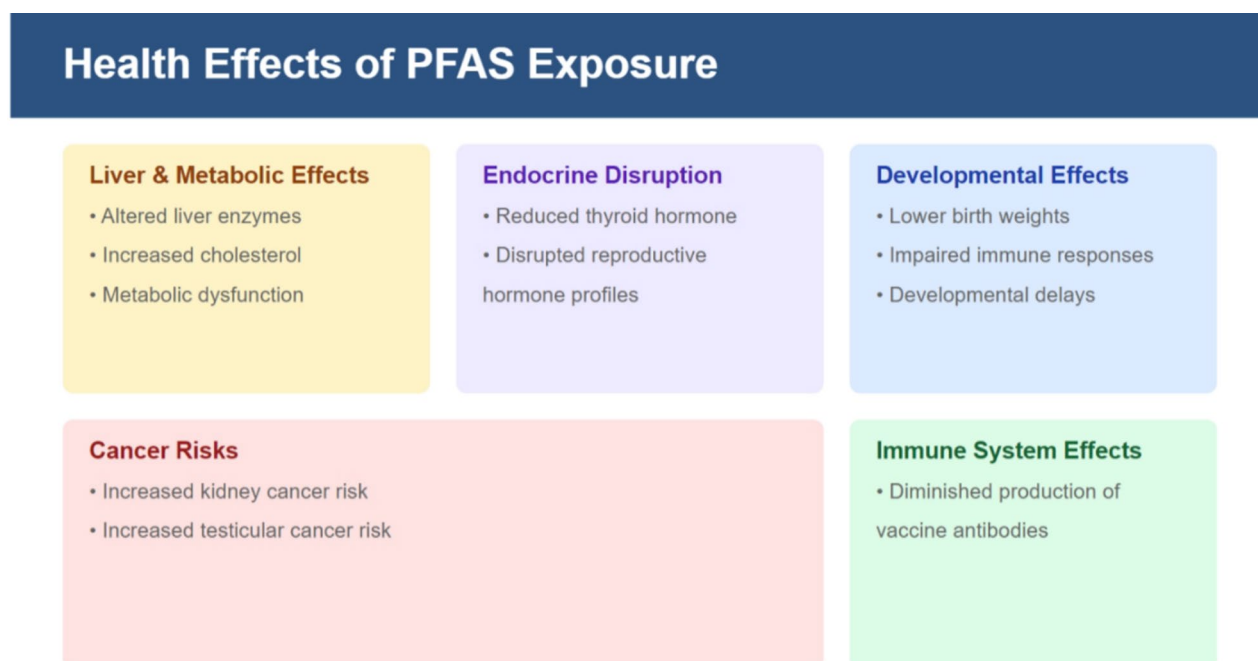 Health Effects of PFAS Exposure
Liver & Metabolic Effects
• Altered liver enzymes
• Increased cholesterol
• Metabolic dysfunction
Endocrine Disruption
• Reduced thyroid hormone
• Disrupted reproductive
hormone profiles
Developmental Effects
• Lower birth weights
• Impaired immune responses
• Developmental delays
Cancer Risks
• Increased kidney cancer risk
• Increased testicular cancer risk
Immune System Effects
• Diminished production of
vaccine antibodies